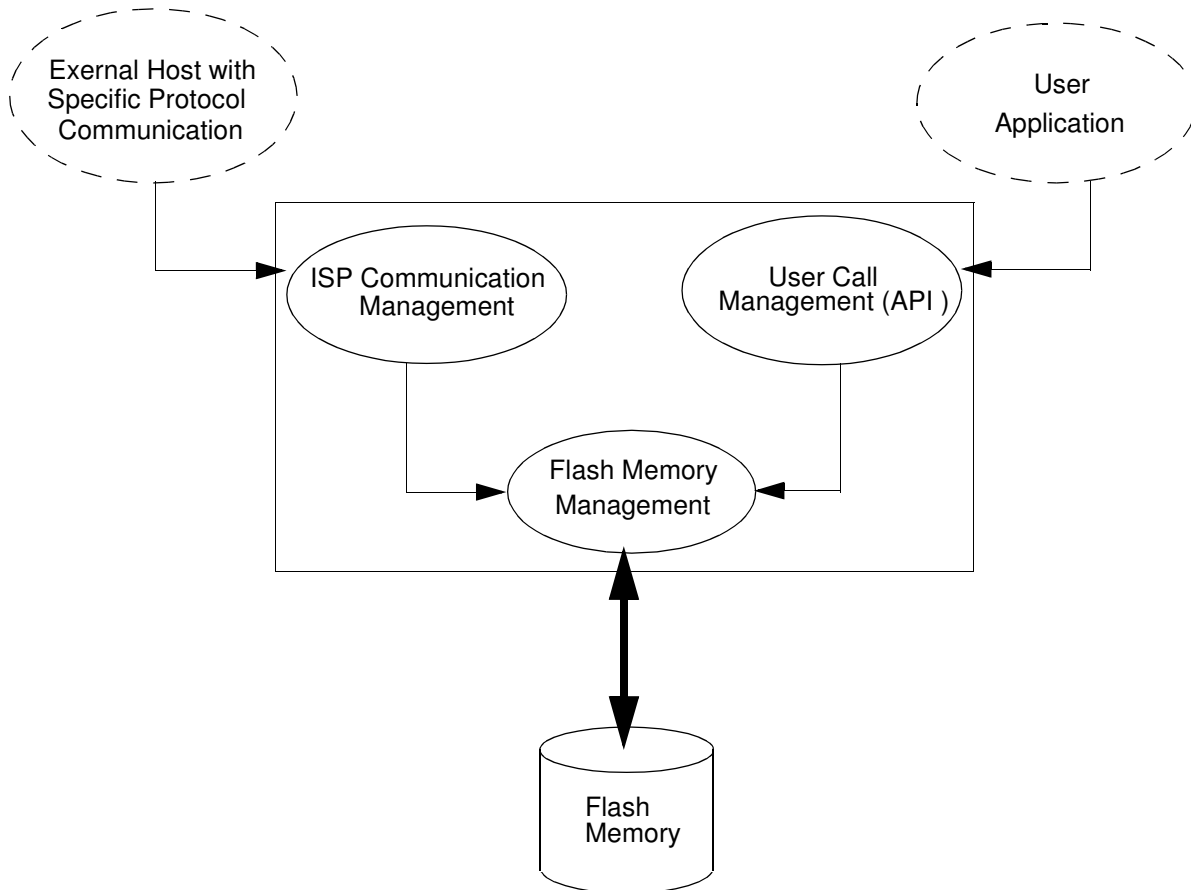 Exernal Host with
Specific Protocol
Communication
User
Application
ISP Communication
Management
User Call
Management (API )
Flash Memory
Management
Flash
Memory